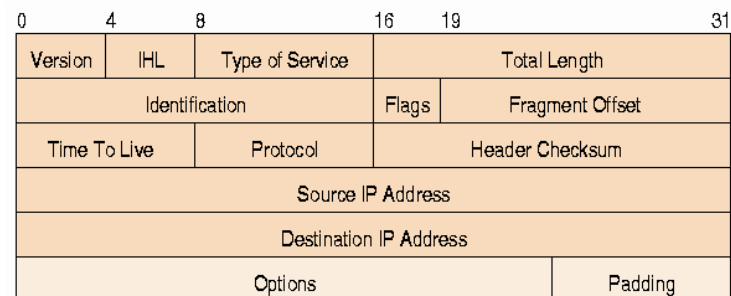 0 4 8 16 19 31
Version IHL Type of Service Total Length
Identification Flags Fragment Offset
Time To Live Protocol Header Checksum
Source IP Address
Destination IP Address
Options Padding